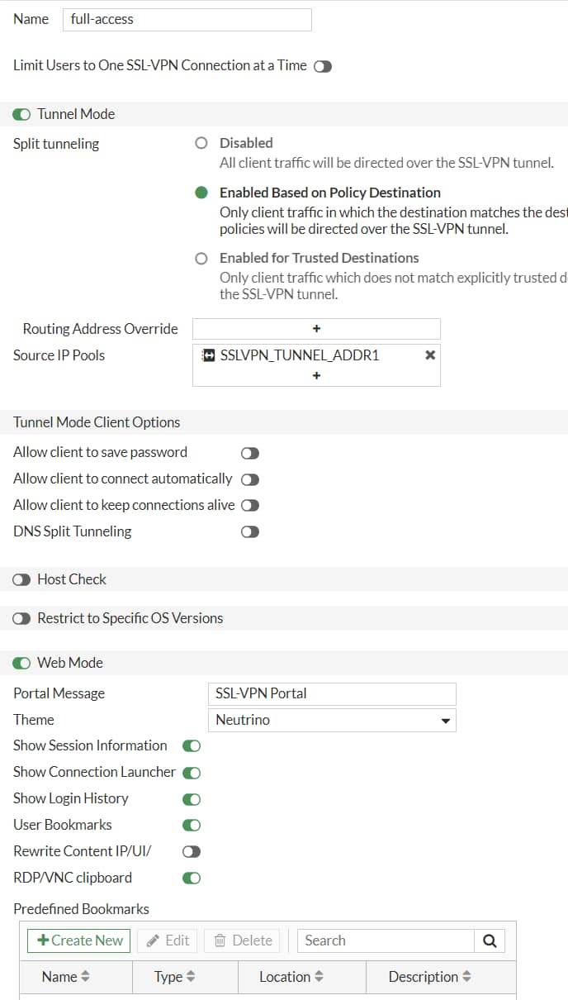 Name full-access
Limit Users to One SSL-VPN Connection at a Time
Tunnel Mode
Split tunneling Disabled
All client traffic will be directed over the SSL-VPN tunnel.
Enabled Based on Policy Destination
Only client traffic in which the destination matches the
policies will be directed over the SSL-VPN tunnel.
Enabled for Trusted Destinations
Only client traffic which does not match explicitly trusted
the SSL-VPN tunnel.
Routing Address Override +
Source IP Pools SSLVPN_TUNNEL_ADDR1
+
Tunnel Mode Client Options
Allow client to save password
Allow client to connect automatically
Allow client to keep connections alive
DNS Split Tunneling
Host Check
Restrict to Specific OS Versions
Web Mode
Portal Message SSL-VPN Portal
Theme Neutrino
Show Session Information
Show Connection Launcher
Show Login History
User Bookmarks
Rewrite Content IP/UI/
RDP/VNC clipboard
Predefined Bookmarks
+Create New Edit Delete Search
Name Type Location Description